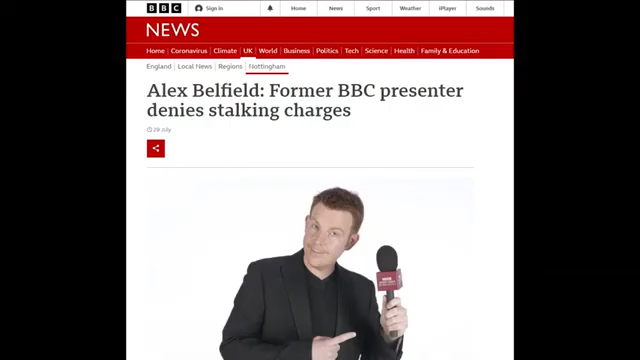 BBC Sign in Home News Sport Weather iPlayer Sounds
NEWS
Home Coronavirus Climate UK World Business Politics Tech Science Health Family & Education
England Local News Regions Nottingham
Alex Belfield: Former BBC presenter
denies stalking charges
29 July